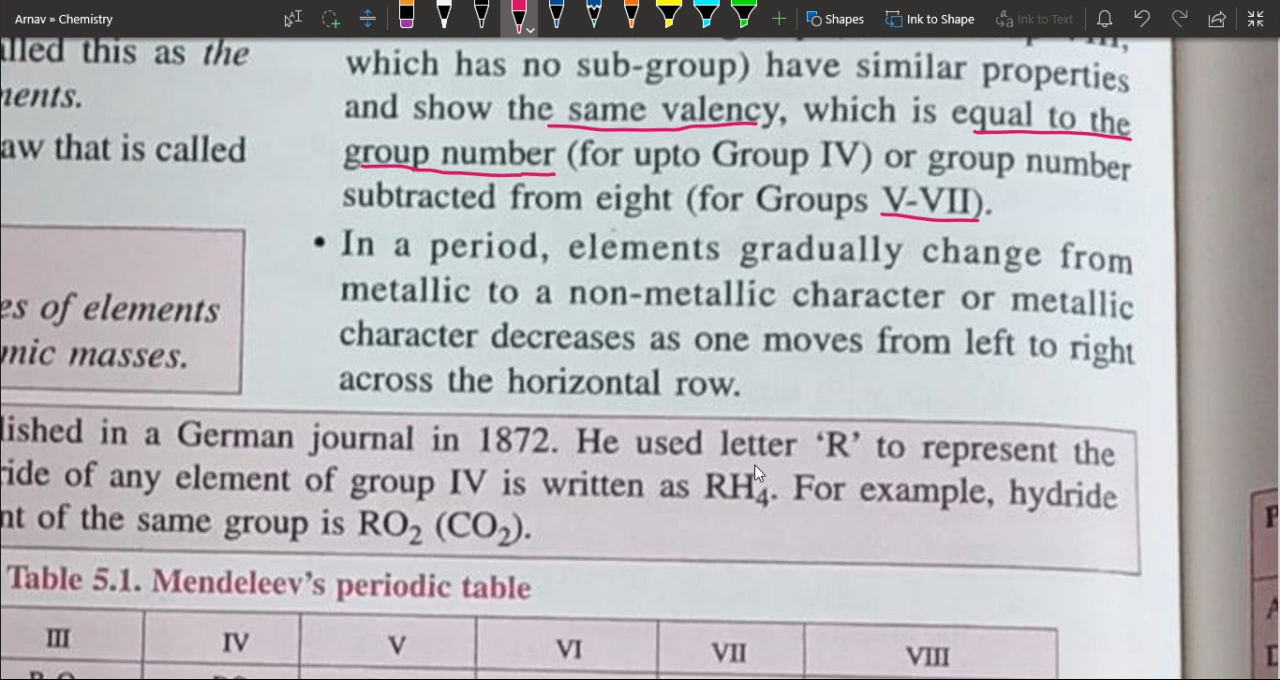 Arnav » Chemistry
Shapes
Ink to Shape
Ink to Text
which has no sub-group) have similar properties
and show the same valency, which is equal to the
group number (for upto Group IV) or group number
subtracted from eight (for Groups V-VII).
• In a period, elements gradually change from
metallic to a non-metallic character or metallic
character decreases as one moves from left to right
across the horizontal row.
lled this as the
nents.
aw that is called
es of elements
mic masses.
lished in a German journal in 1872. He used letter ‘R’ to represent the
ride of any element of group IV is written as RH₄. For example, hydride
nt of the same group is RO₂ (CO₂).
Table 5.1. Mendeleev’s periodic table
III IV V VI VII VIII